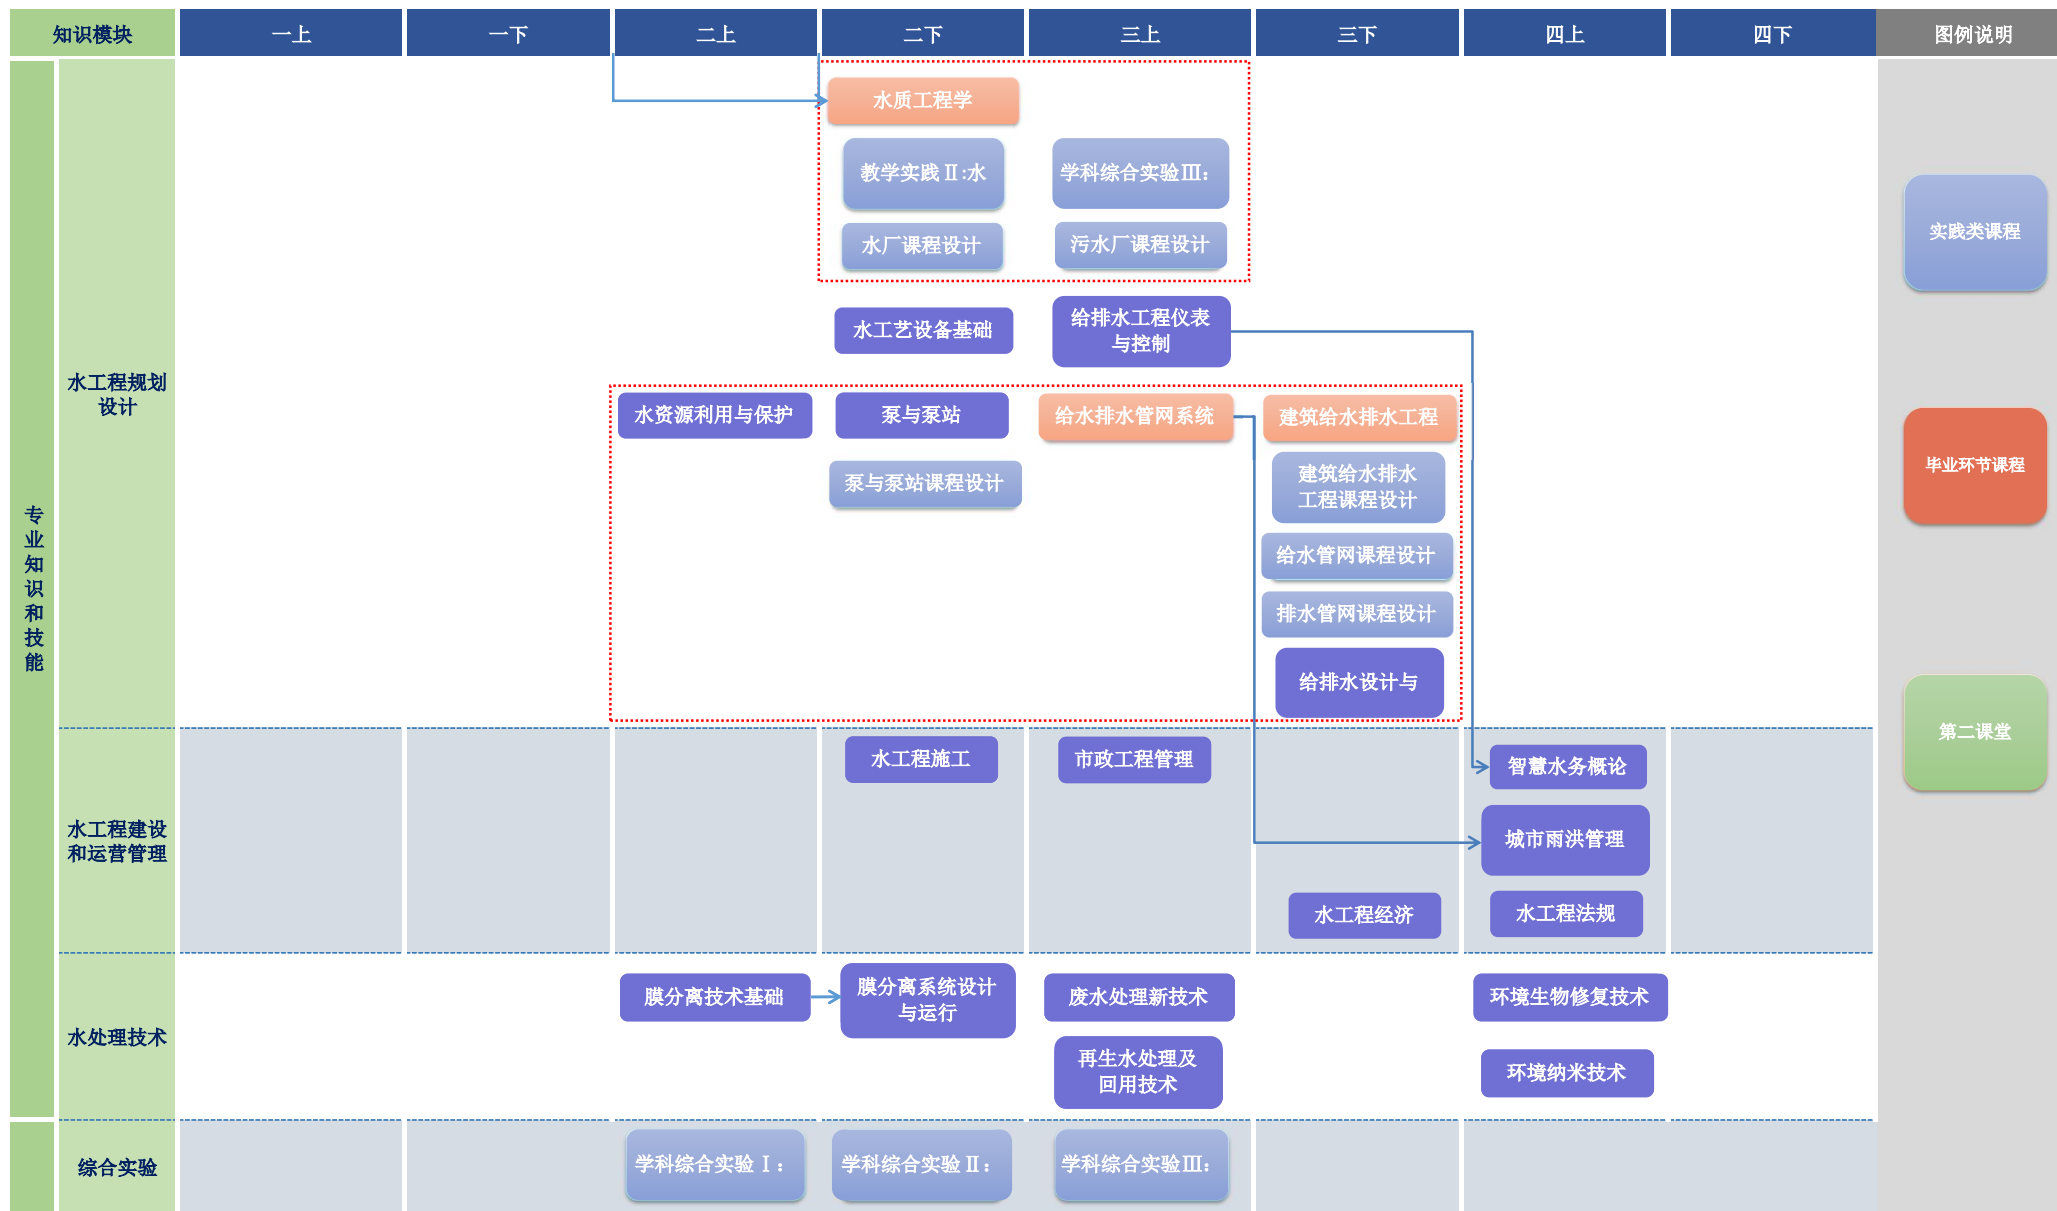 知识模块 一上 一下 二上 二下 三上 三下 四上 四下 图例说明
专业知识和技能
水工程规划
设计
水质工程学
教学实践Ⅱ:水
学科综合实验Ⅲ：
水厂课程设计
污水厂课程设计
水工艺设备基础
给排水工程仪表
与控制
水资源利用与保护
泵与泵站
给水排水管网系统
建筑给水排水工程
泵与泵站课程设计
建筑给水排水
工程课程设计
给水管网课程设计
排水管网课程设计
给排水设计与
水工程建设
和运营管理
水工程施工
市政工程管理
智慧水务概论
城市雨洪管理
水工程经济
水工程法规
水处理技术
膜分离技术基础
膜分离系统设计
与运行
废水处理新技术
环境生物修复技术
再生水处理及
回用技术
环境纳米技术
综合实验
学科综合实验Ⅰ：
学科综合实验Ⅱ：
学科综合实验Ⅲ：
实践类课程
毕业环节课程
第二课堂